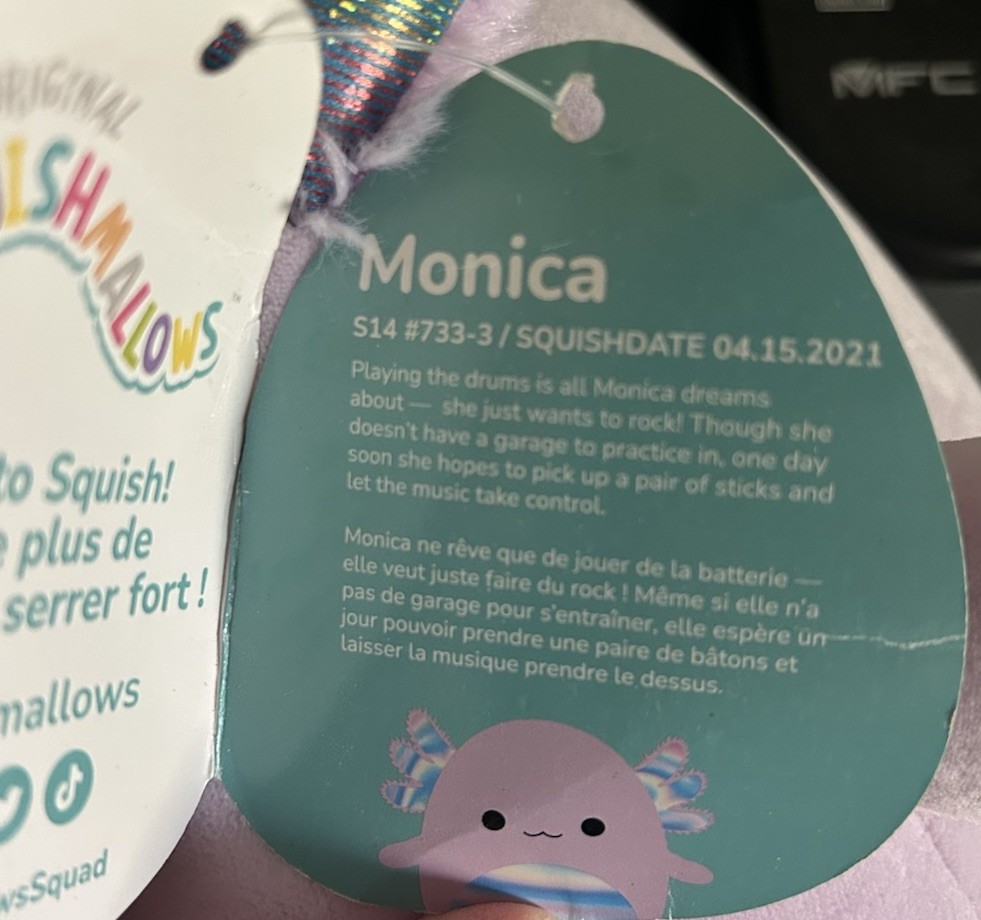 ORIGINAL
ISHMALLOWS
to Squish!
plus de
serrer fort !
mallows
wsSquad
Monica
S14 #733-3 / SQUISHDATE 04.15.2021
Playing the drums is all Monica dreams
about — she just wants to rock! Though she
doesn't have a garage to practice in, one day
soon she hopes to pick up a pair of sticks and
let the music take control.
Monica ne rêve que de jouer de la batterie —
elle veut juste faire du rock ! Même si elle n'a
pas de garage pour s'entraîner, elle espère un
jour pouvoir prendre une paire de bâtons et
laisser la musique prendre le dessus.
MFC